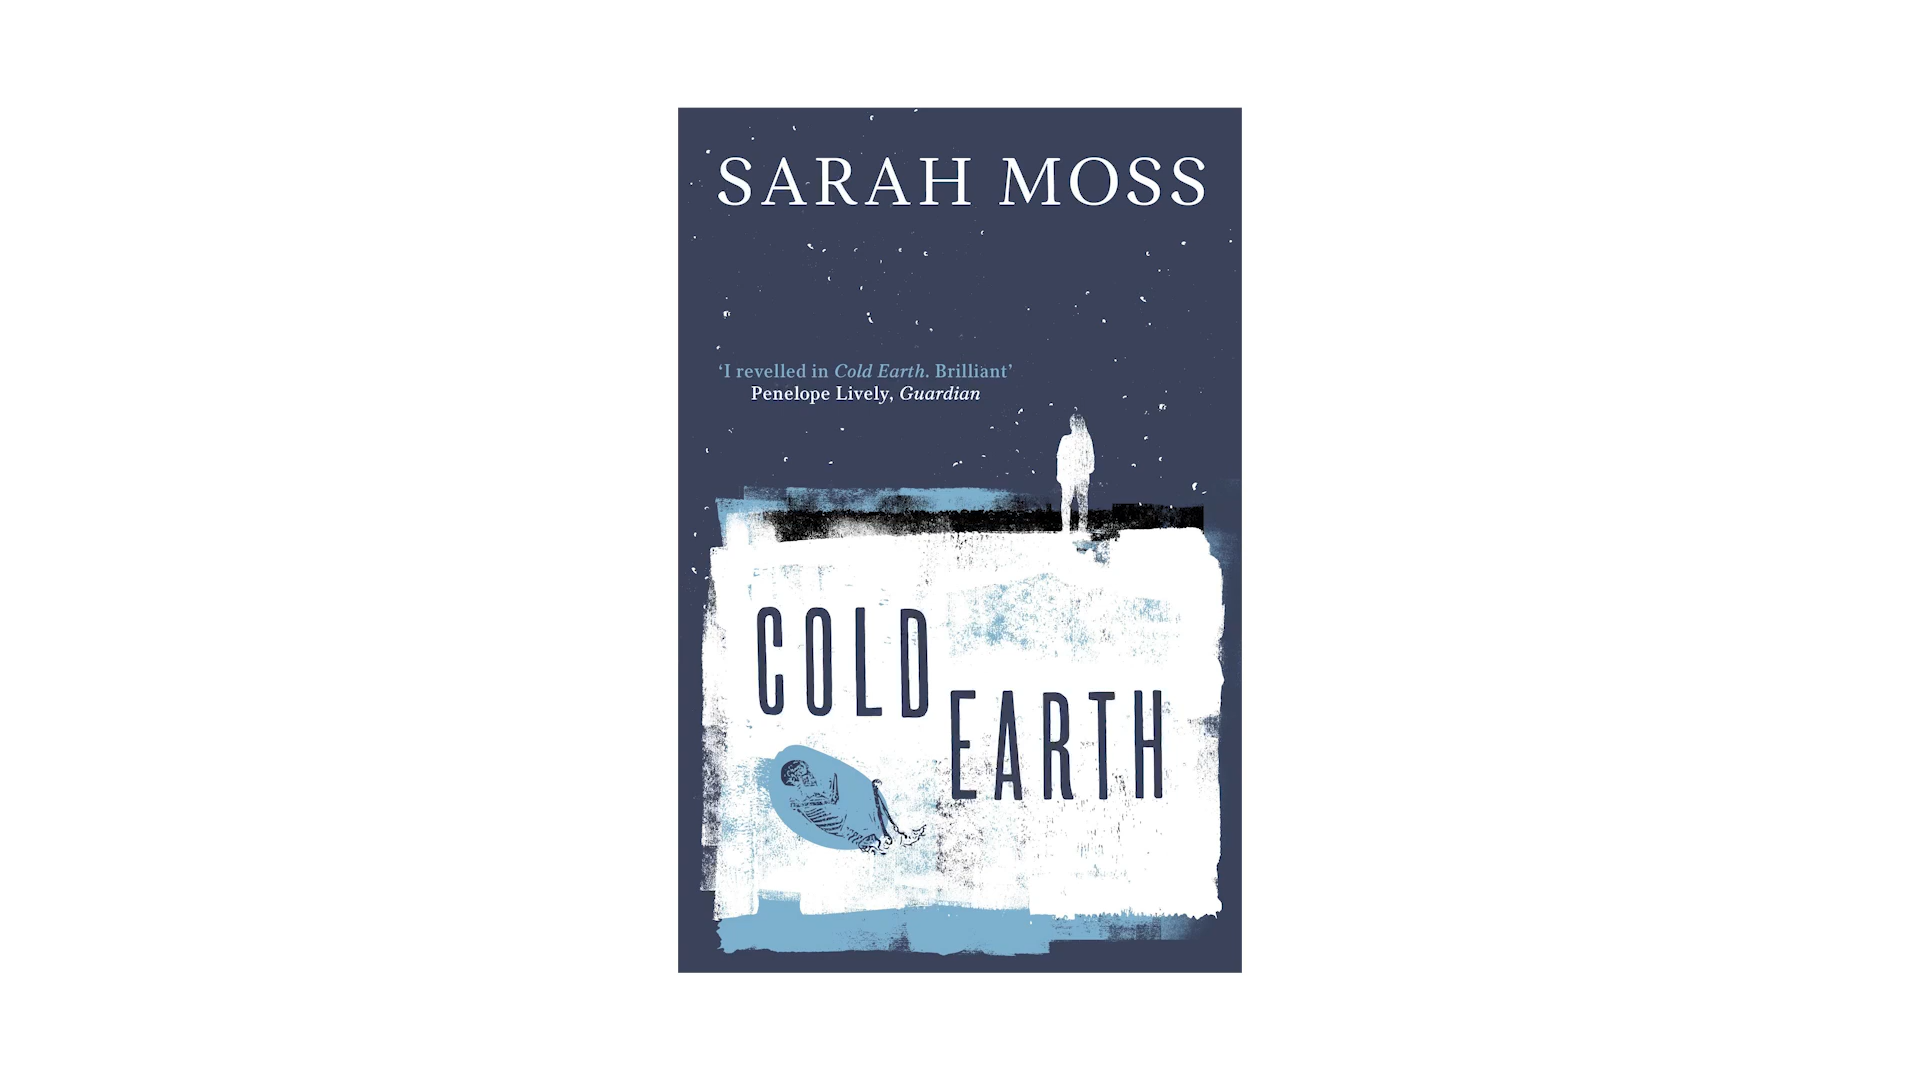 SARAH MOSS
‘I revelled in Cold Earth. Brilliant’
Penelope Lively, Guardian
COLD
EARTH